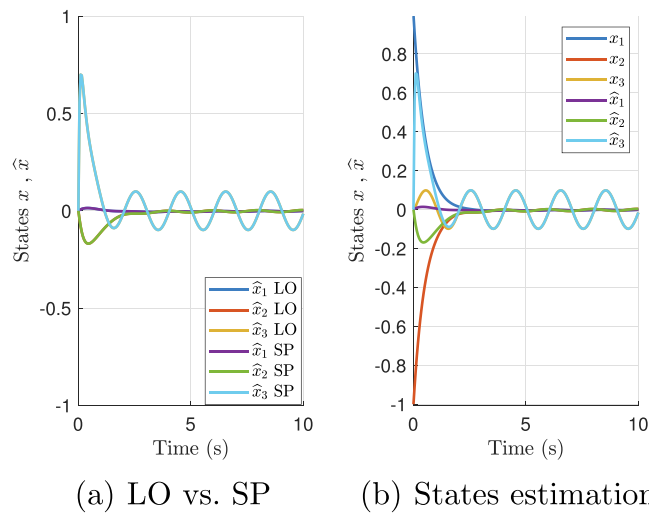 1
0.5
0
-0.5
-1
0
5
10
States x , x̂
Time (s)
x̂₁ LO
x̂₂ LO
x̂₃ LO
x̂₁ SP
x̂₂ SP
x̂₃ SP
(a) LO vs. SP
0.8
0.6
0.4
0.2
0
-0.2
-0.4
-0.6
-0.8
-1
0
5
10
States x , x̂
Time (s)
x₁
x₂
x₃
x̂₁
x̂₂
x̂₃
(b) States estimation